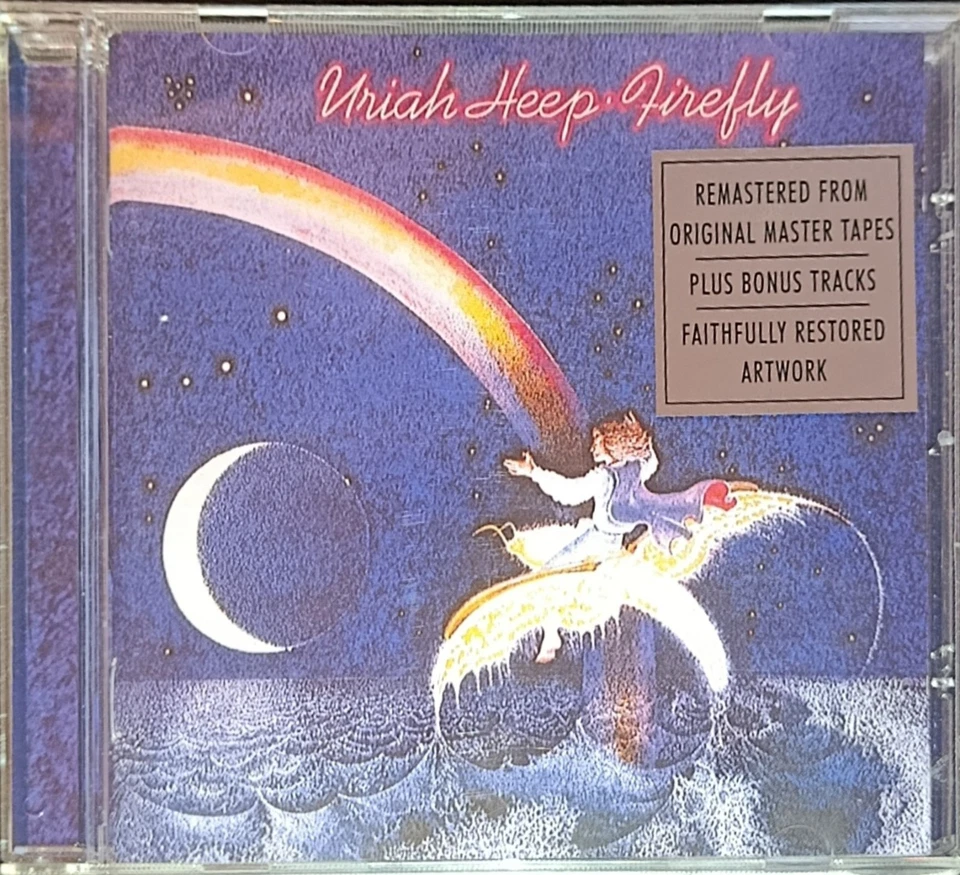 Uriah Heep · Firefly
REMASTERED FROM
ORIGINAL MASTER TAPES
PLUS BONUS TRACKS
FAITHFULLY RESTORED
ARTWORK